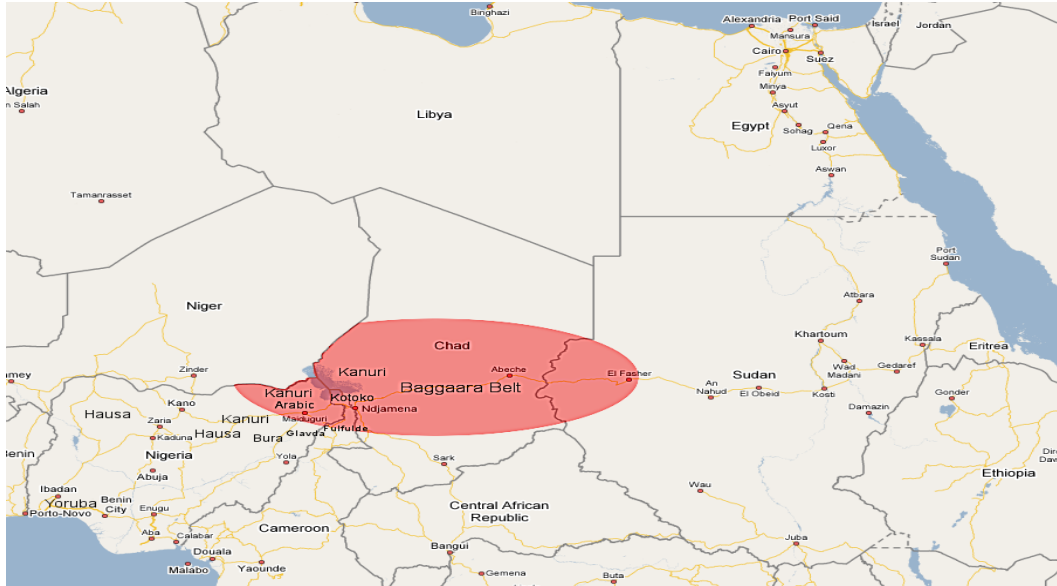 Binghazi
Alexandria
Port Said
Mansura
Israel
Jordan
Cairo
Suez
Faiyum
Minya
Asyut
Egypt
Sohag
Qena
Luxor
Aswan
Algeria
Salah
Libya
Tamanrasset
Port
Sudan
Niger
Atbara
Chad
Khartoum
Kassala
Eritrea
Zinder
Kanuri
Abeche
El Fasher
Wad
Madani
Gedaref
Baggaara Belt
Kanuri
Arabic
Kotoko
Ndjamena
An
Nahud
Sudan
El Obeid
Kosti
Gonder
Damazin
Hausa
Kano
Zaria
Kanuri
Maiduguri
Fulfulde
Kaduna
Hausa
Bura
Glavda
Nigeria
Abuja
Yola
Sark
Benin
Ethiopia
Ibadan
Yoruba
Benin
City
Enugu
Porto-Novo
Wau
Central African
Republic
Cameroon
Aba
Calabar
Douala
Yaounde
Malabo
Bangui
Gemena
Buta
Juba